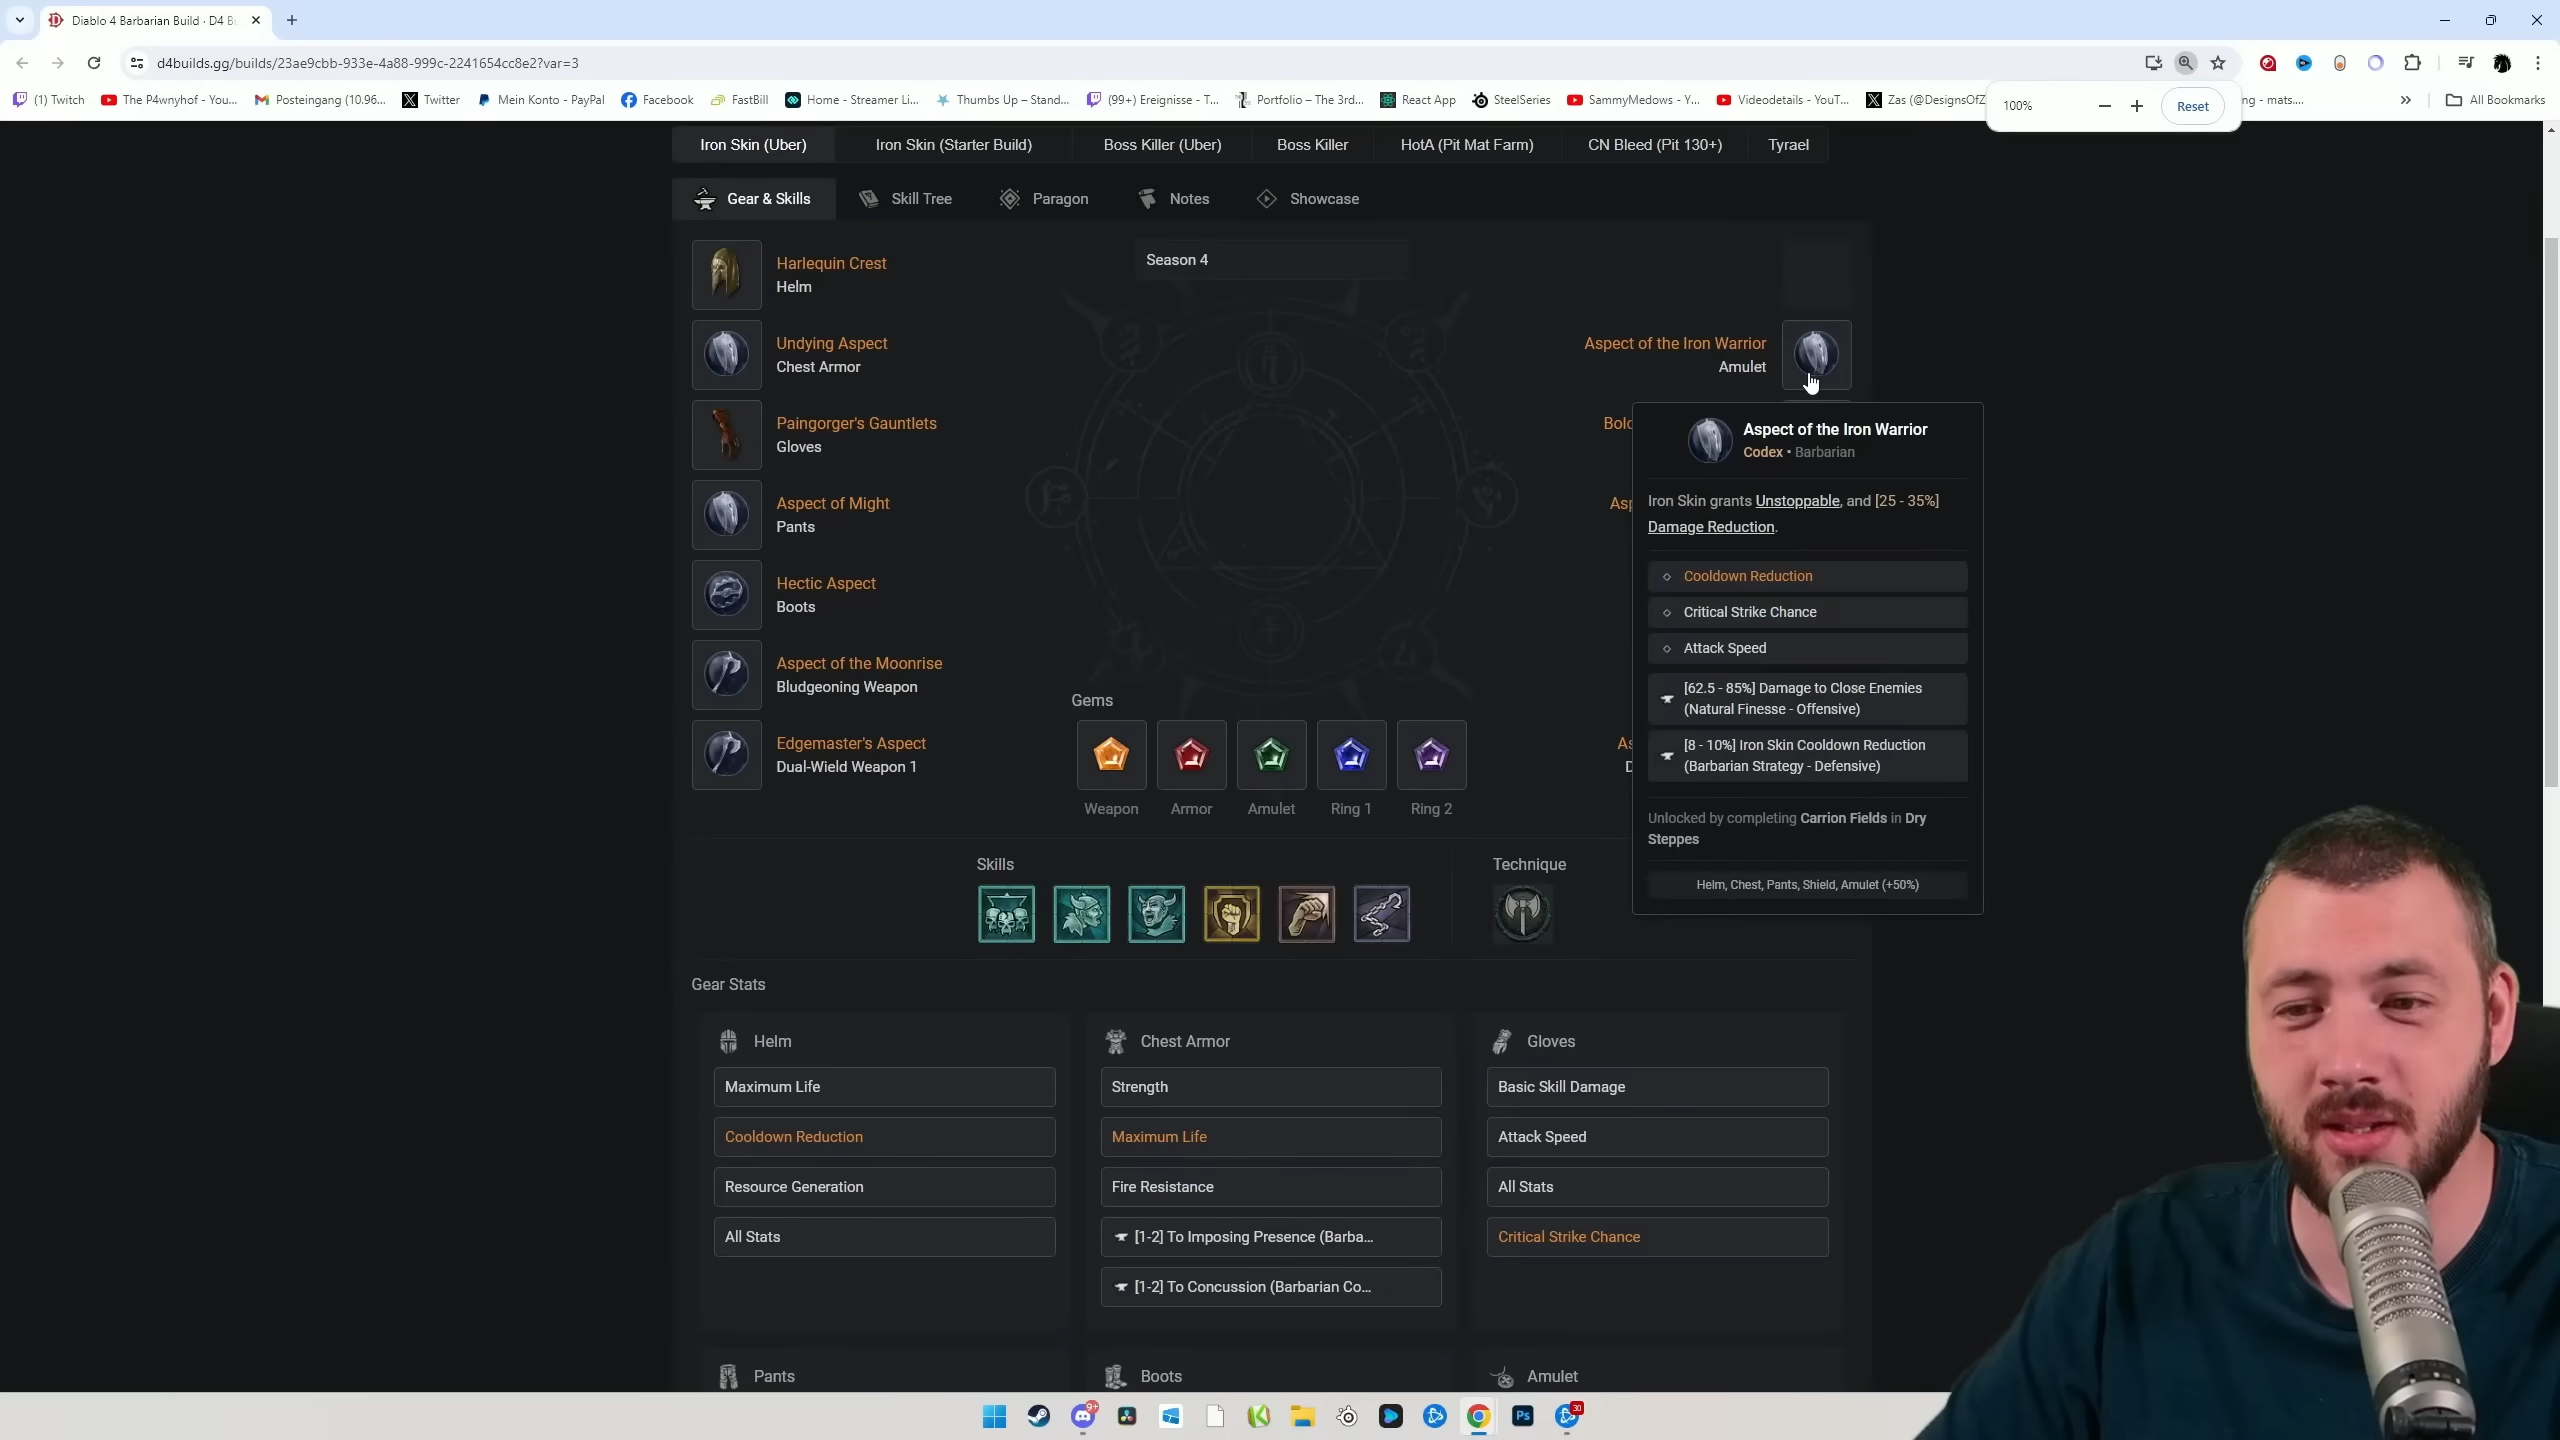 Diablo 4 Barbarian Build · D4 B
d4builds.gg/builds/23ae9cbb-933e-4a88-999c-2241654cc8e2?var=3
(1) Twitch
The P4wnyhof - You...
Posteingang (10.96...
Twitter
Mein Konto - PayPal
Facebook
FastBill
Home - Streamer Li...
Thumbs Up – Stand...
(99+) Ereignisse - T...
Portfolio – The 3rd...
React App
SteelSeries
SammyMedows - Y...
Videodetails - YouT...
Zas (@DesignsOfZ
ng - mats....
»
All Bookmarks
100%
Reset
Iron Skin (Uber)
Iron Skin (Starter Build)
Boss Killer (Uber)
Boss Killer
HotA (Pit Mat Farm)
CN Bleed (Pit 130+)
Tyrael
Gear & Skills
Skill Tree
Paragon
Notes
Showcase
Season 4
Harlequin Crest
Helm
Undying Aspect
Chest Armor
Paingorger's Gauntlets
Gloves
Aspect of Might
Pants
Hectic Aspect
Boots
Aspect of the Moonrise
Bludgeoning Weapon
Edgemaster's Aspect
Dual-Wield Weapon 1
Aspect of the Iron Warrior
Amulet
Bolc
Asp
As
D
Aspect of the Iron Warrior
Codex • Barbarian
Iron Skin grants Unstoppable, and [25 - 35%]
Damage Reduction.
Cooldown Reduction
Critical Strike Chance
Attack Speed
[62.5 - 85%] Damage to Close Enemies
(Natural Finesse - Offensive)
[8 - 10%] Iron Skin Cooldown Reduction
(Barbarian Strategy - Defensive)
Unlocked by completing Carrion Fields in Dry
Steppes
Helm, Chest, Pants, Shield, Amulet (+50%)
Gems
Weapon
Armor
Amulet
Ring 1
Ring 2
Skills
Technique
Gear Stats
Helm
Maximum Life
Cooldown Reduction
Resource Generation
All Stats
Chest Armor
Strength
Maximum Life
Fire Resistance
[1-2] To Imposing Presence (Barba...
[1-2] To Concussion (Barbarian Co...
Gloves
Basic Skill Damage
Attack Speed
All Stats
Critical Strike Chance
Pants
Boots
Amulet
9+
Ps
30